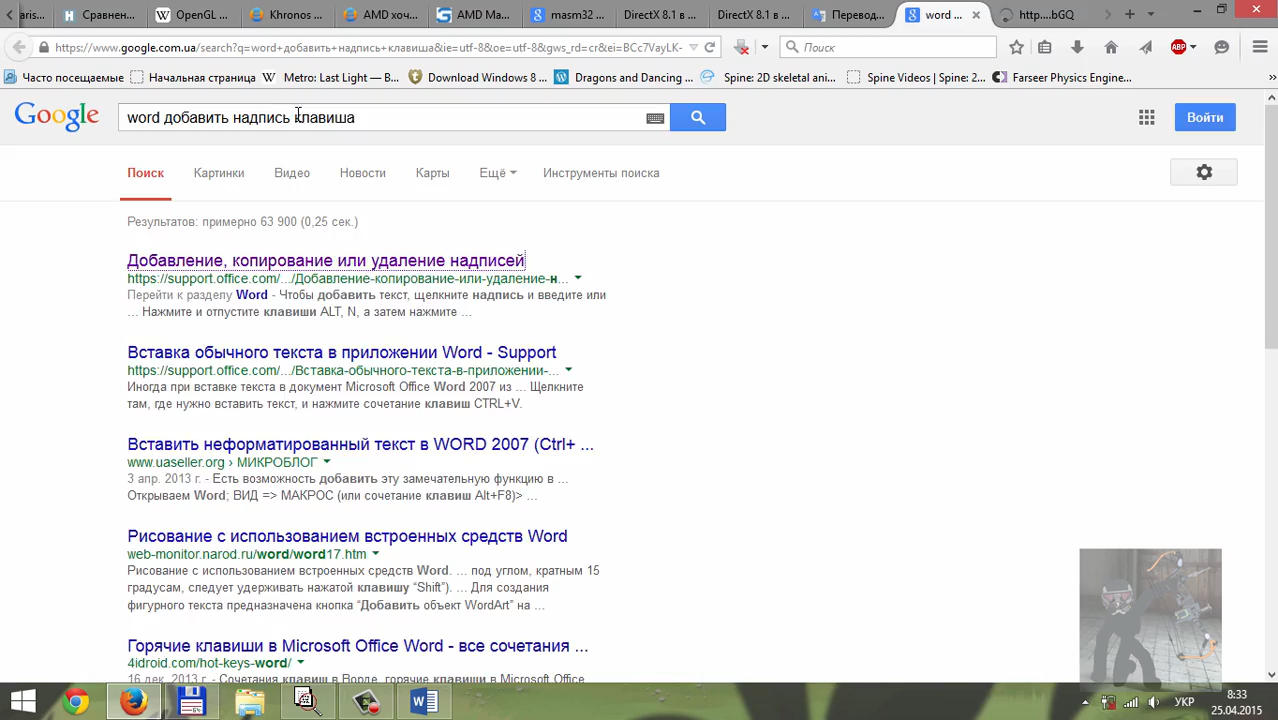 aris...
Сравнен...
OpenGL ...
Khronos ...
AMD хоч...
AMD Ma...
masm32 ...
DirectX 8.1 в ...
DirectX 8.1 в ...
Перевод...
word ...
http....bGQ
https://www.google.com.ua/search?q=word+добавить+надпись+клавиша&ie=utf-8&oe=utf-8&gws_rd=cr&ei=BCc7VayLK-
Поиск
ABP
Часто посещаемые
Начальная страница
Metro: Last Light — В...
Download Windows 8 ...
Dragons and Dancing ...
Spine: 2D skeletal ani...
Spine Videos | Spine: 2...
Farseer Physics Engine...
Google
word добавить надпись клавиша
Войти
Поиск Картинки Видео Новости Карты Ещё Инструменты поиска
Результатов: примерно 63 900 (0,25 сек.)
Добавление, копирование или удаление надписей
https://support.office.com/.../Добавление-копирование-или-удаление-н...
Перейти к разделу Word - Чтобы добавить текст, щелкните надпись и введите или
... Нажмите и отпустите клавиши ALT, N, а затем нажмите ...
Вставка обычного текста в приложении Word - Support
https://support.office.com/.../Вставка-обычного-текста-в-приложении-...
Иногда при вставке текста в документ Microsoft Office Word 2007 из ... Щелкните
там, где нужно вставить текст, и нажмите сочетание клавиш CTRL+V.
Вставить неформатированный текст в WORD 2007 (Ctrl+ ...
www.uaseller.org › МИКРОБЛОГ
3 апр. 2013 г. - Есть возможность добавить эту замечательную функцию в ...
Открываем Word; ВИД => МАКРОС (или сочетание клавиш Alt+F8)> ...
Рисование с использованием встроенных средств Word
web-monitor.narod.ru/word/word17.htm
Рисование с использованием встроенных средств Word. ... под углом, кратным 15
градусам, следует удерживать нажатой клавишу “Shift”). ... Для создания
фигурного текста предназначена кнопка “Добавить объект WordArt” на ...
Горячие клавиши в Microsoft Office Word - все сочетания ...
4idroid.com/hot-keys-word/
16 дек. 2013 г. - Сочетания клавиш в Ворде, горячие клавиши в Microsoft Office
УКР
8:33
25.04.2015